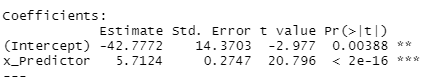 Coefficients:
Estimate Std. Error t value Pr(>|t|)
(Intercept) -42.7772 14.3703 -2.977 0.00388 **
x_Predictor 5.7124 0.2747 20.796 < 2e-16 ***
---